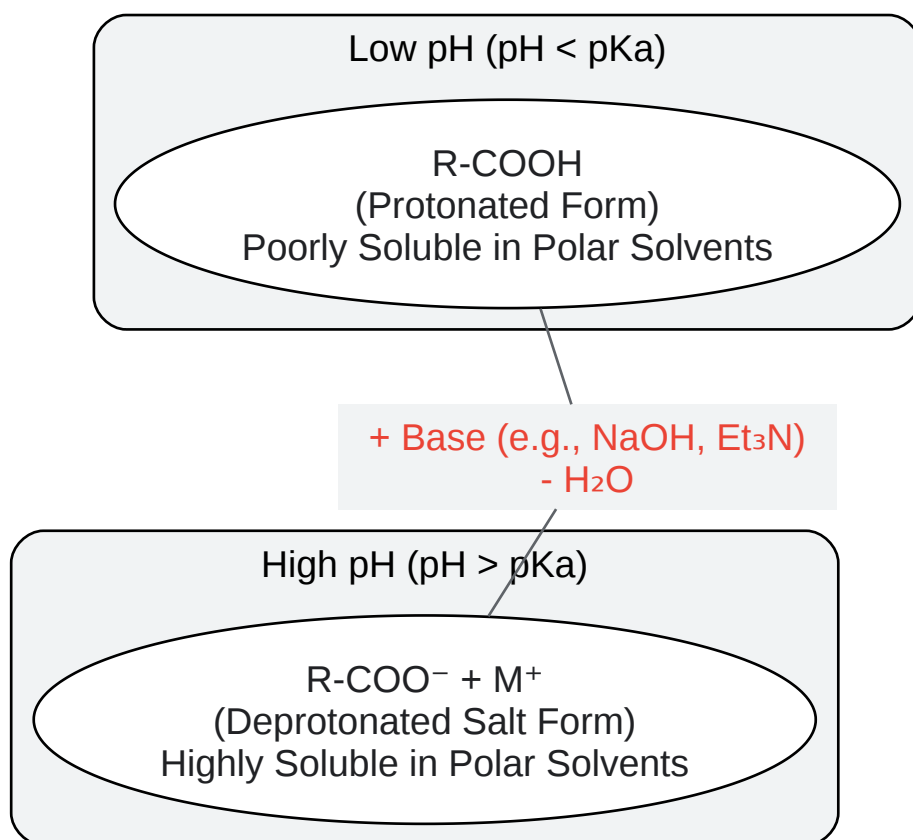 Low pH (pH < pKa)
R-COOH
(Protonated Form)
Poorly Soluble in Polar Solvents
+ Base (e.g., NaOH, Et₃N)
- H₂O
High pH (pH > pKa)
R-COO⁻ + M⁺
(Deprotonated Salt Form)
Highly Soluble in Polar Solvents